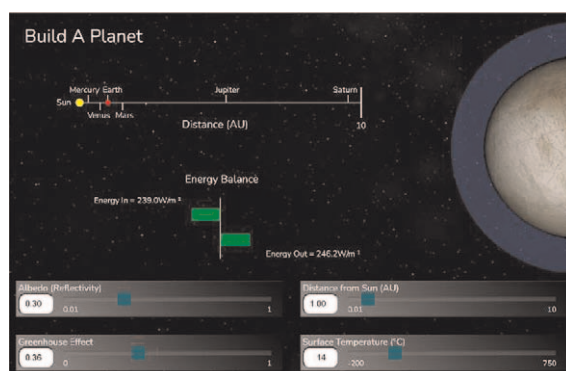 Build A Planet
Mercury Earth Jupiter Saturn
Sun
Venus Mars
Distance (AU) 10
Energy Balance
Energy In = 239.0W/m ²
Energy Out = 246.2W/m ²
Albedo (Reflectivity) Distance from Sun (AU)
0.30 0.01 1 1.00 0.01 10
Greenhouse Effect Surface Temperature (°C)
0.36 0 1 14 -200 750